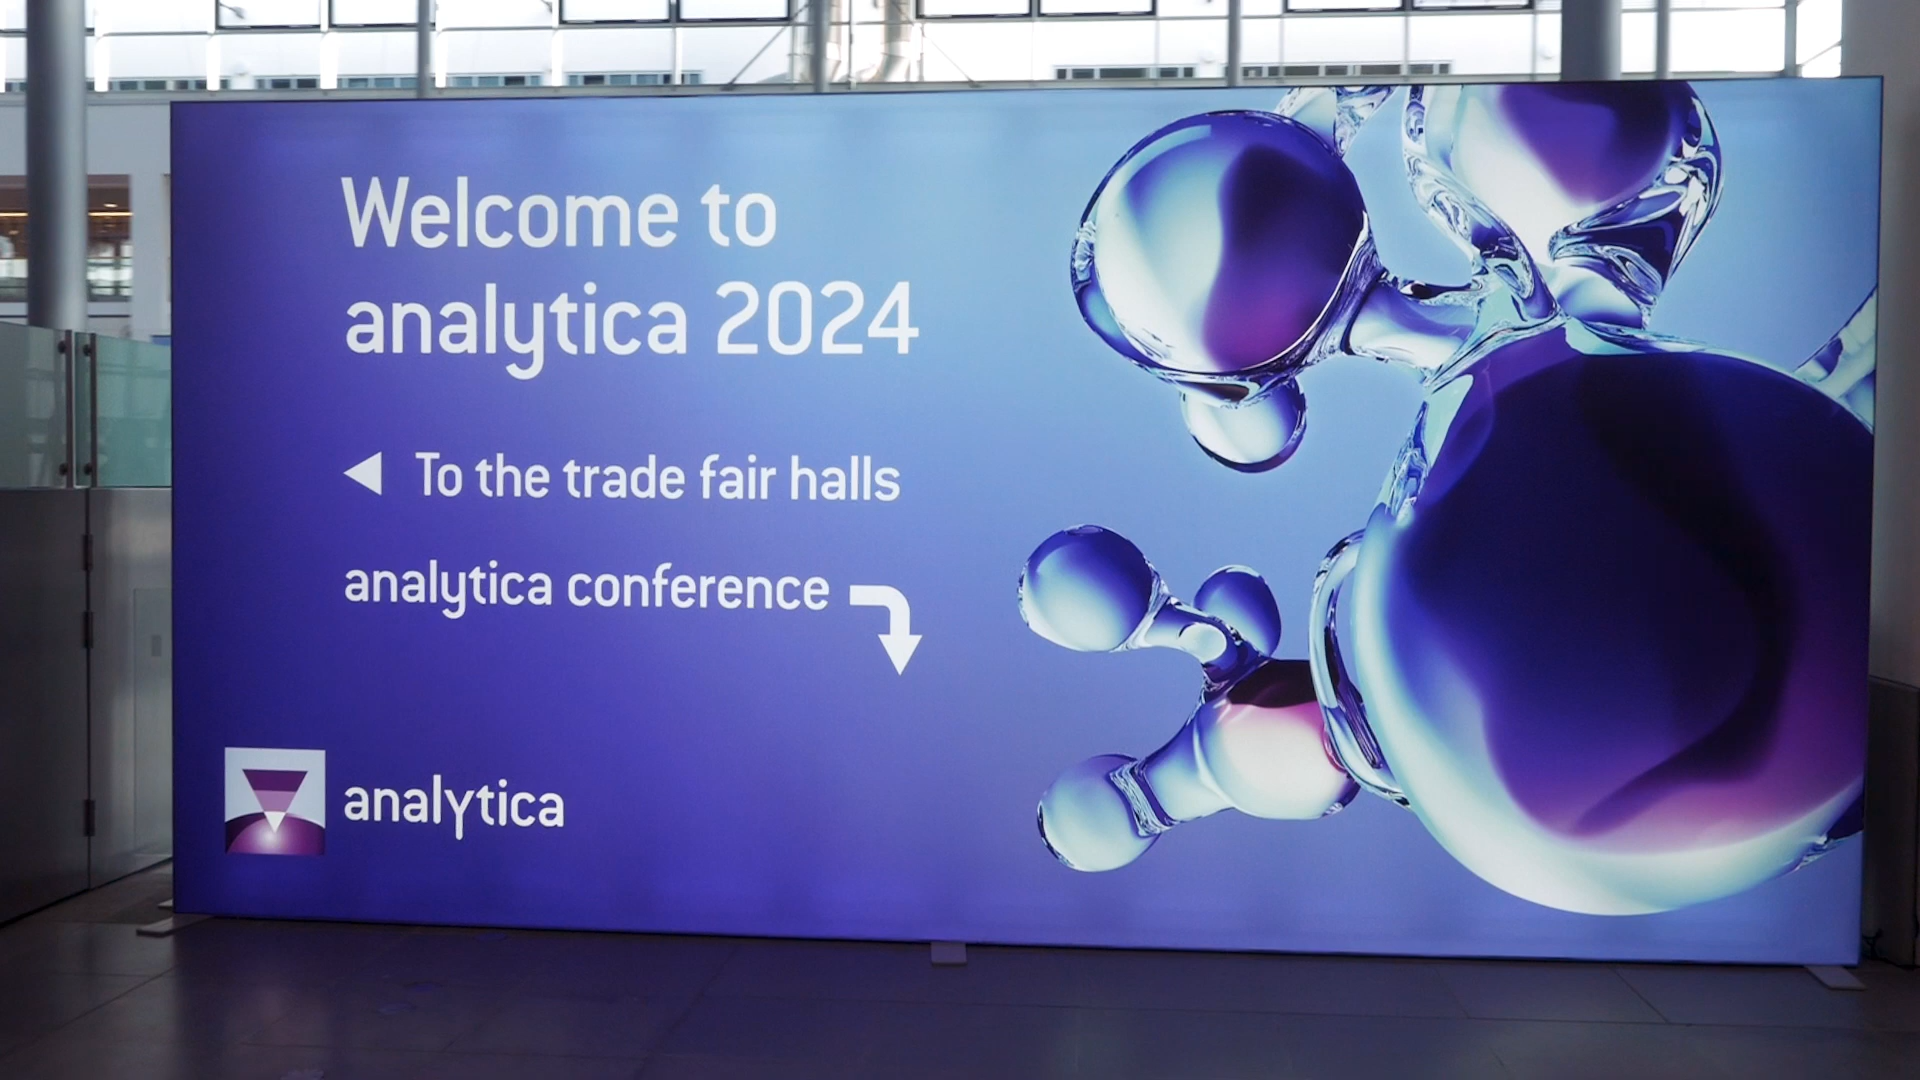 Welcome to
analytica 2024
To the trade fair halls
analytica conference
analytica